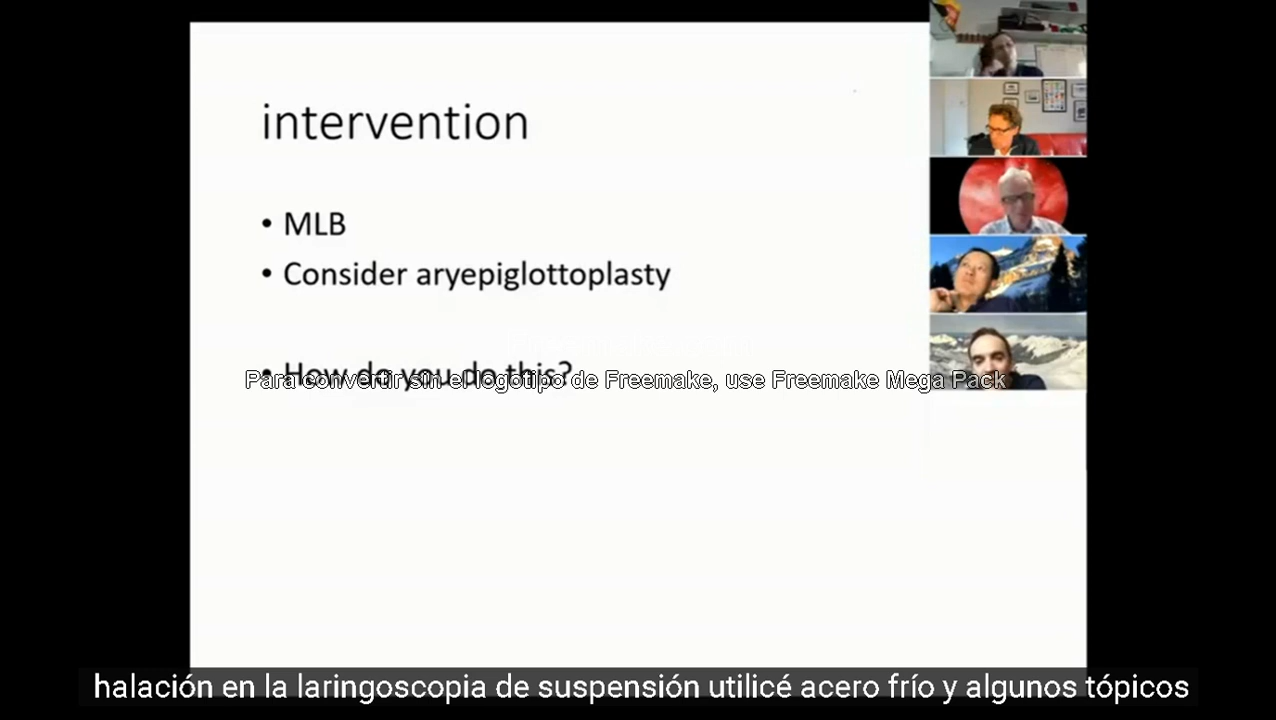 intervention
• MLB
• Consider aryepiglottoplasty
• How do you do this?
Para convertir sin el logotipo de Freemake, use Freemake Mega Pack
halación en la laringoscopia de suspensión utilicé acero frío y algunos tópicos